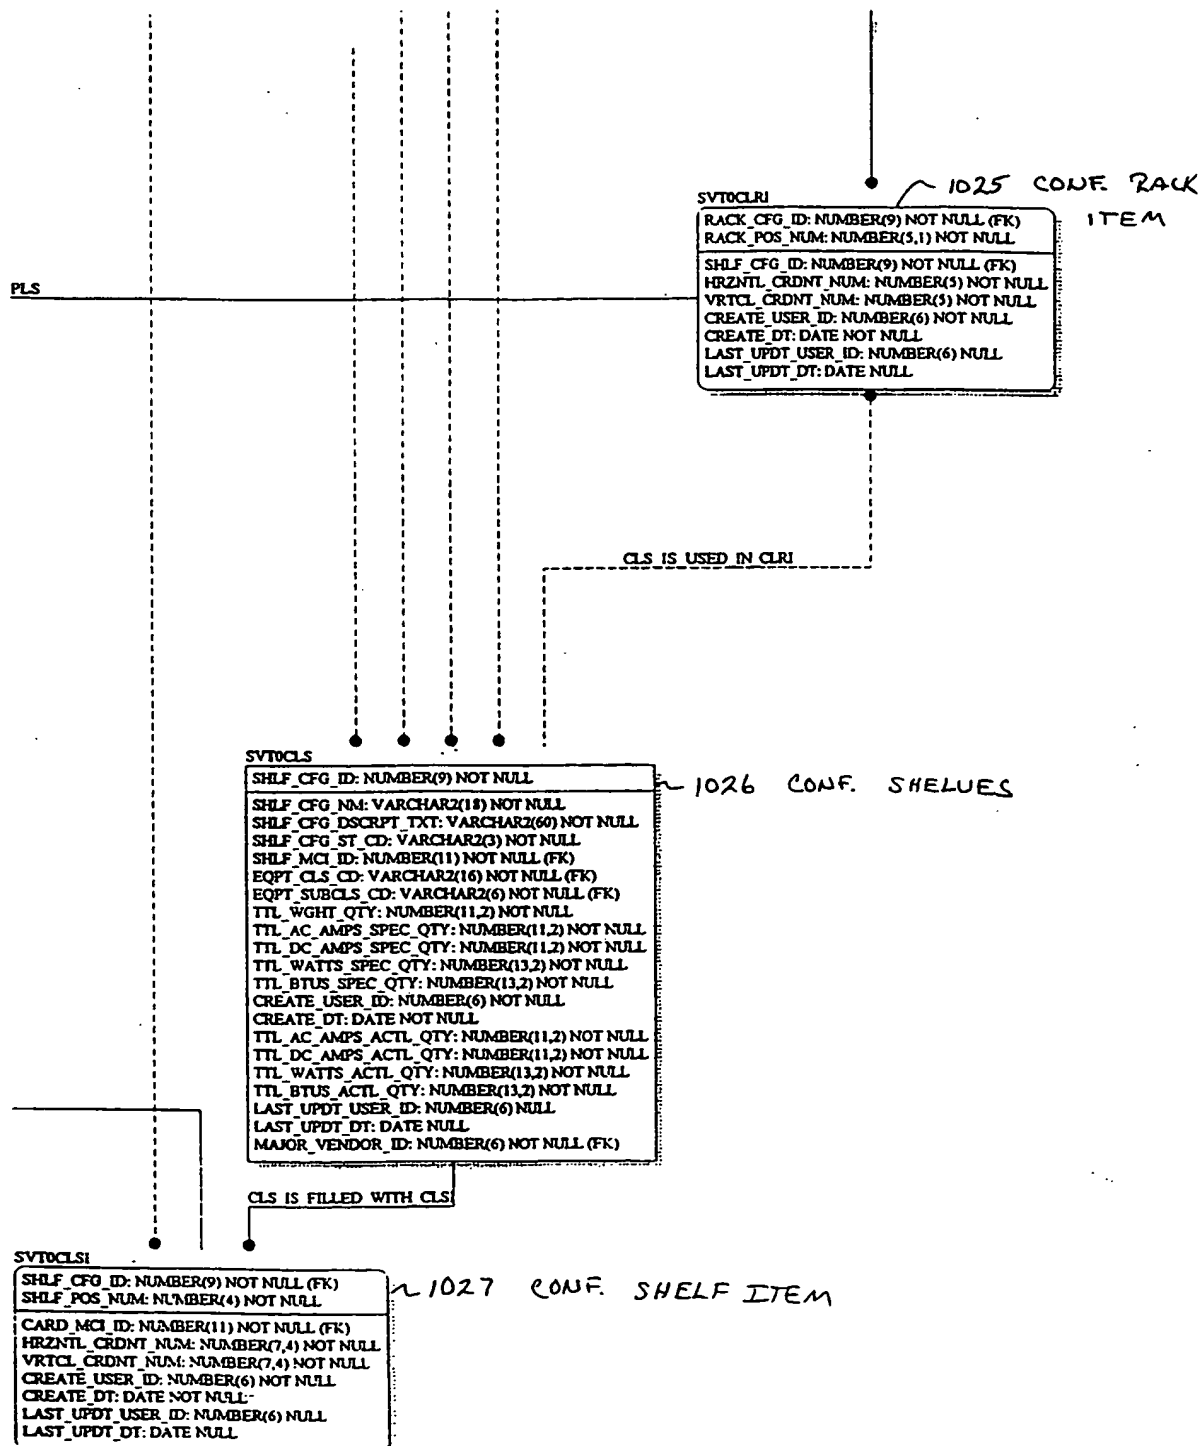 SVT0CLRI
1025 CONF. RACK
ITEM
RACK_CFG_ID: NUMBER(9) NOT NULL (FK)
RACK_POS_NUM: NUMBER(5,1) NOT NULL
SHLF_CFG_ID: NUMBER(9) NOT NULL (FK)
HRZNTL_CRDNT_NUM: NUMBER(5) NOT NULL
VRTCL_CRDNT_NUM: NUMBER(5) NOT NULL
CREATE_USER_ID: NUMBER(6) NOT NULL
CREATE_DT: DATE NOT NULL
LAST_UPDT_USER_ID: NUMBER(6) NULL
LAST_UPDT_DT: DATE NULL
PLS
CLS IS USED IN CLRI
SVT0CLS
1026 CONF. SHELVES
SHLF_CFG_ID: NUMBER(9) NOT NULL
SHLF_CFG_NM: VARCHAR2(18) NOT NULL
SHLF_CFG_DSCRPT_TXT: VARCHAR2(60) NOT NULL
SHLF_CFG_ST_CD: VARCHAR2(3) NOT NULL
SHLF_MCI_ID: NUMBER(11) NOT NULL (FK)
EQPT_CLS_CD: VARCHAR2(16) NOT NULL (FK)
EQPT_SUBCLS_CD: VARCHAR2(6) NOT NULL (FK)
TTL_WGHT_QTY: NUMBER(11,2) NOT NULL
TTL_AC_AMPS_SPEC_QTY: NUMBER(11,2) NOT NULL
TTL_DC_AMPS_SPEC_QTY: NUMBER(11,2) NOT NULL
TTL_WATTS_SPEC_QTY: NUMBER(13,2) NOT NULL
TTL_BTUS_SPEC_QTY: NUMBER(13,2) NOT NULL
CREATE_USER_ID: NUMBER(6) NOT NULL
CREATE_DT: DATE NOT NULL
TTL_AC_AMPS_ACTL_QTY: NUMBER(11,2) NOT NULL
TTL_DC_AMPS_ACTL_QTY: NUMBER(11,2) NOT NULL
TTL_WATTS_ACTL_QTY: NUMBER(13,2) NOT NULL
TTL_BTUS_ACTL_QTY: NUMBER(13,2) NOT NULL
LAST_UPDT_USER_ID: NUMBER(6) NULL
LAST_UPDT_DT: DATE NULL
MAJOR_VENDOR_ID: NUMBER(6) NOT NULL (FK)
CLS IS FILLED WITH CLSI
SVT0CLSI
1027 CONF. SHELF ITEM
SHLF_CFG_ID: NUMBER(9) NOT NULL (FK)
SHLF_POS_NUM: NUMBER(4) NOT NULL
CARD_MCI_ID: NUMBER(11) NOT NULL (FK)
HRZNTL_CRDNT_NUM: NUMBER(7,4) NOT NULL
VRTCL_CRDNT_NUM: NUMBER(7,4) NOT NULL
CREATE_USER_ID: NUMBER(6) NOT NULL
CREATE_DT: DATE NOT NULL
LAST_UPDT_USER_ID: NUMBER(6) NULL
LAST_UPDT_DT: DATE NULL